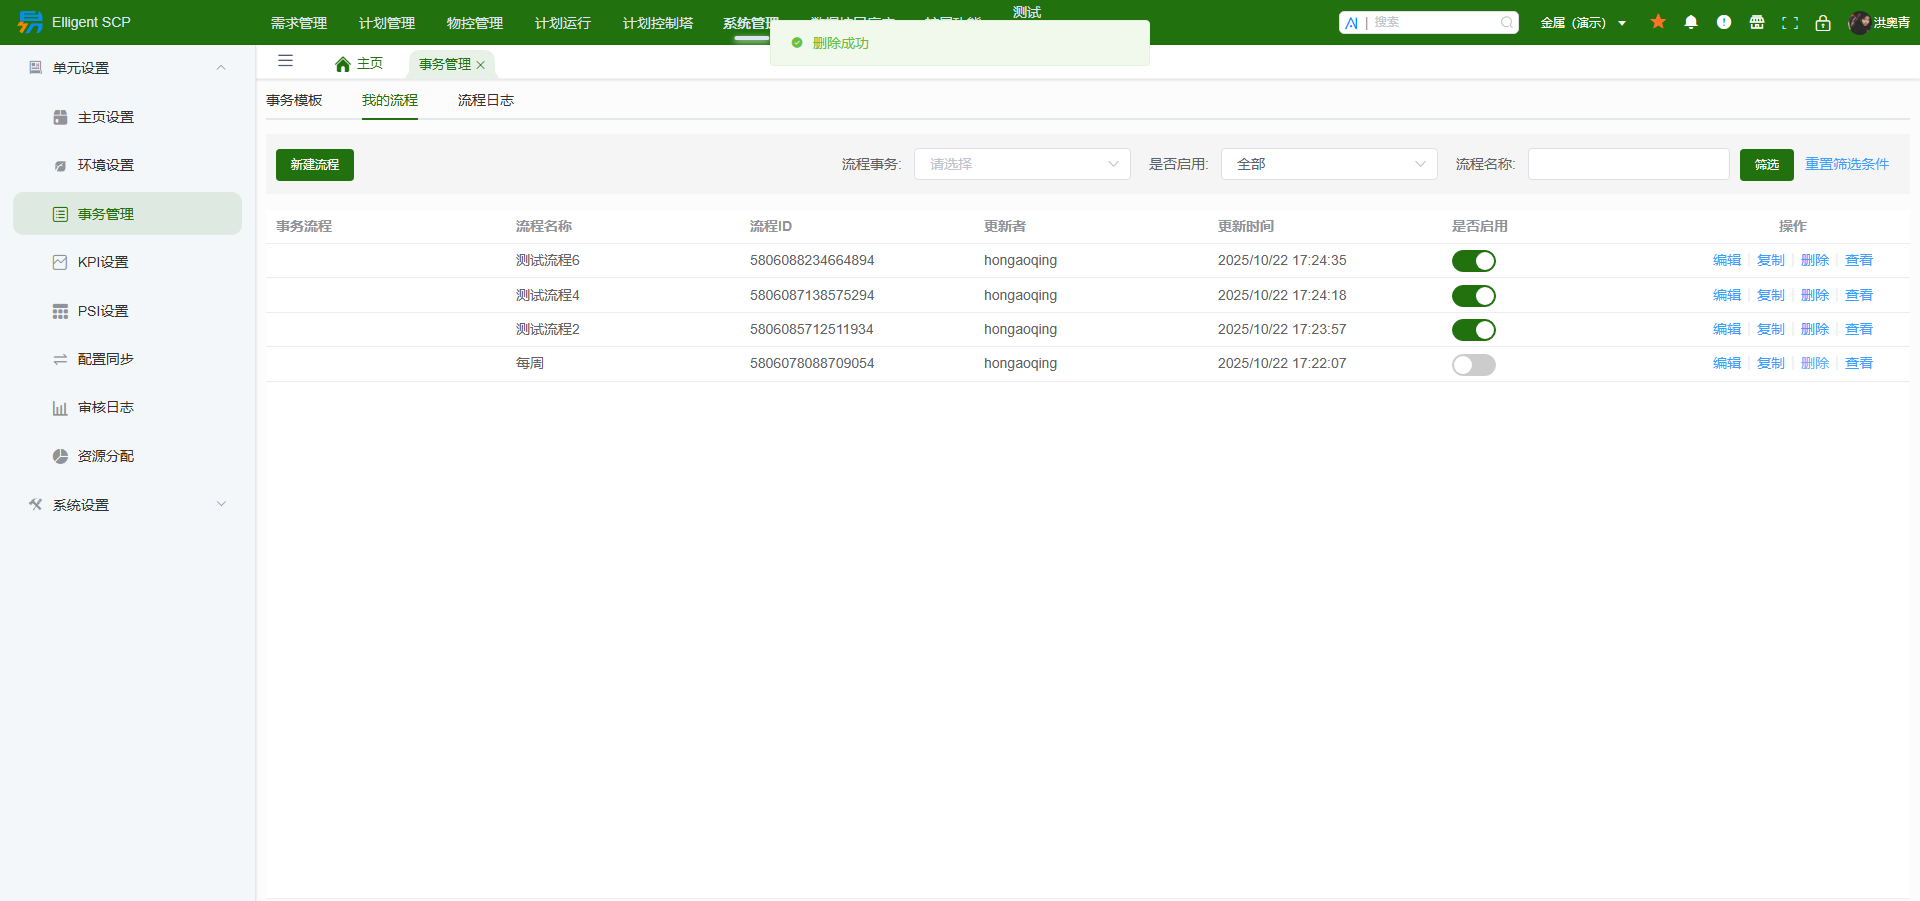 Elligent SCP
需求管理
计划管理
物控管理
计划运行
计划控制塔
系统管理
测试
AI | 搜索
金属（演示）
洪奥青
删除成功
单元设置
主页设置
环境设置
事务管理
KPI设置
PSI设置
配置同步
审核日志
资源分配
系统设置
主页
事务管理
事务模板
我的流程
流程日志
新建流程
流程事务:
请选择
是否启用:
全部
流程名称:
筛选
重置筛选条件
事务流程 流程名称 流程ID 更新者 更新时间 是否启用 操作
测试流程6 5806088234664894 hongaoqing 2025/10/22 17:24:35 编辑 复制 删除 查看
测试流程4 5806087138575294 hongaoqing 2025/10/22 17:24:18 编辑 复制 删除 查看
测试流程2 5806085712511934 hongaoqing 2025/10/22 17:23:57 编辑 复制 删除 查看
每周 5806078088709054 hongaoqing 2025/10/22 17:22:07 编辑 复制 删除 查看